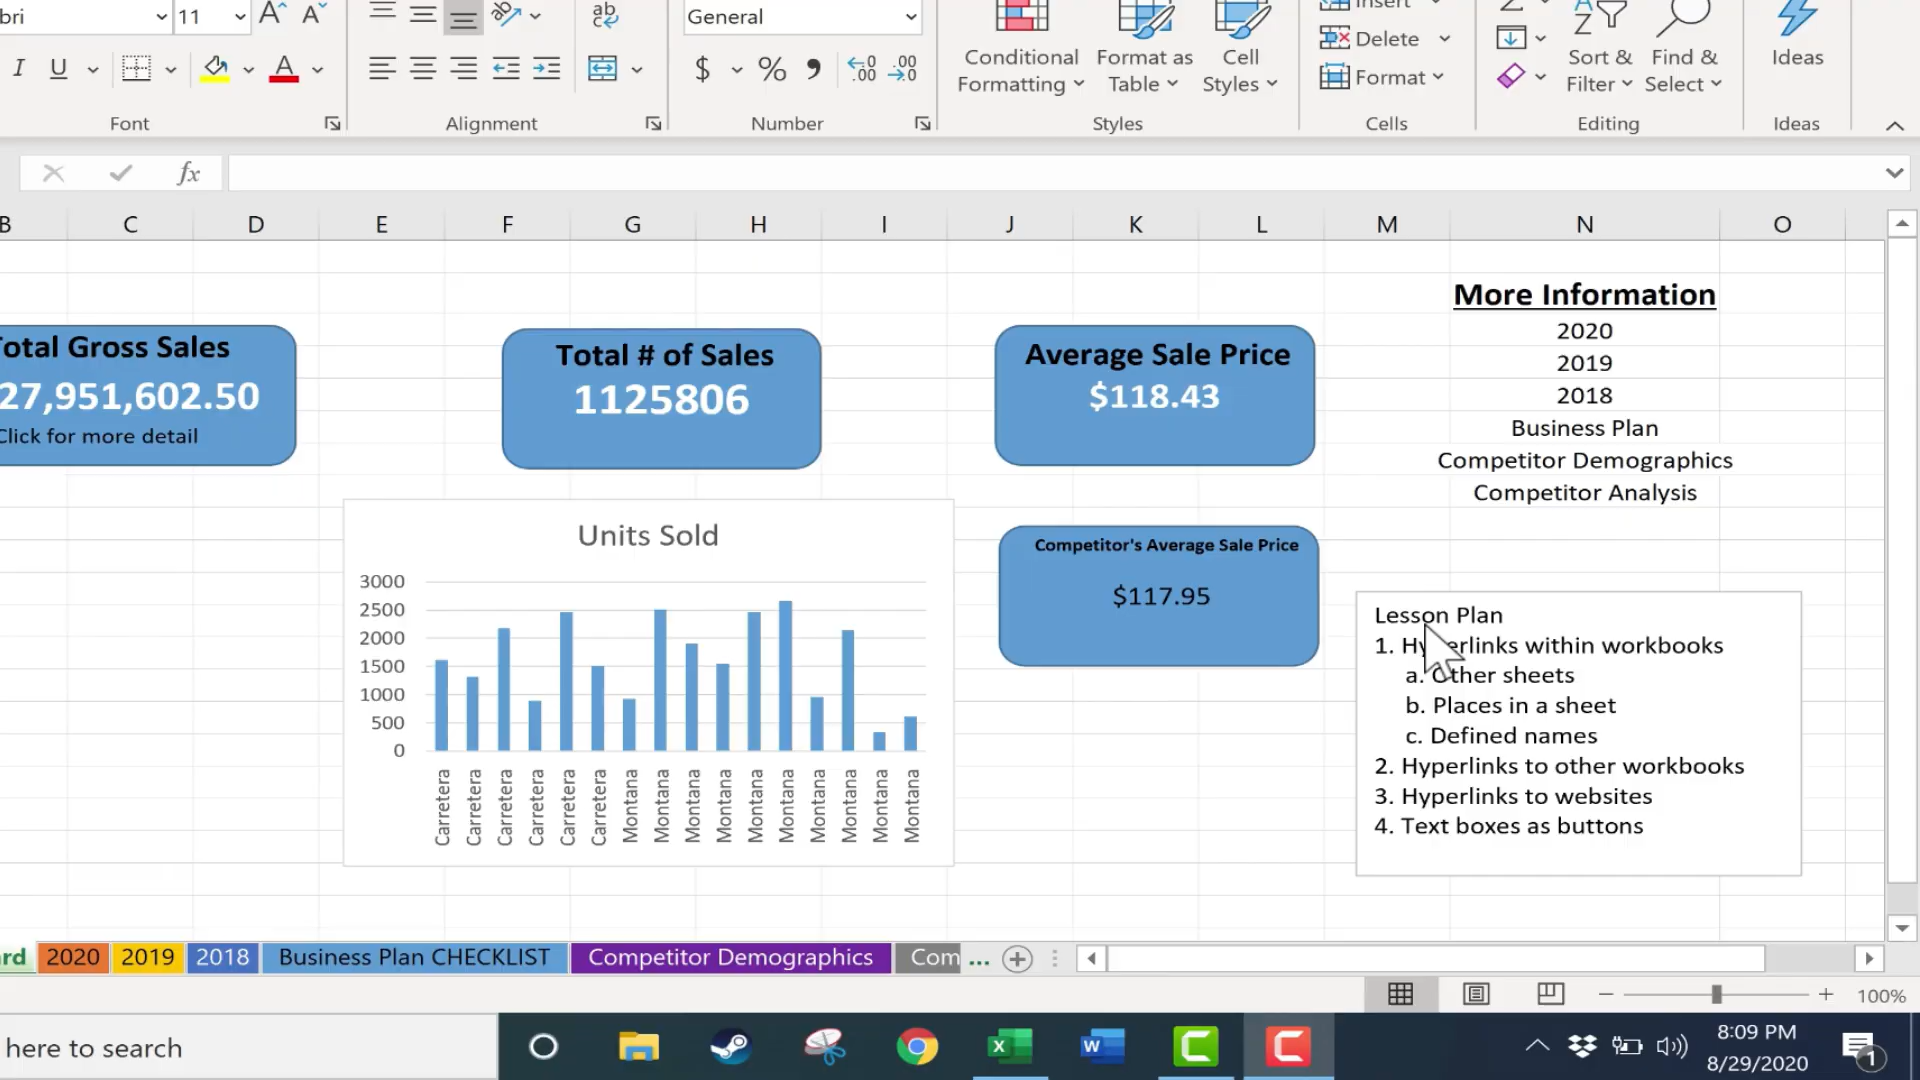 11
General
Insert
Conditional
Formatting
Format as
Table
Cell
Styles
Delete
Format
Sort &
Filter
Find &
Select
Ideas
Font
Alignment
Number
Styles
Cells
Editing
Ideas
fx
B C D E F G H I J K L M N O
More Information
2020
2019
2018
Business Plan
Competitor Demographics
Competitor Analysis
Total Gross Sales
27,951,602.50
Click for more detail
Total # of Sales
1125806
Average Sale Price
$118.43
Competitor's Average Sale Price
$117.95
Units Sold
3000
2500
2000
1500
1000
500
0
Carretera Carretera Carretera Carretera Carretera Carretera Montana Montana Montana Montana Montana Montana Montana Montana Montana Montana
Lesson Plan
1. Hyperlinks within workbooks
a. Other sheets
b. Places in a sheet
c. Defined names
2. Hyperlinks to other workbooks
3. Hyperlinks to websites
4. Text boxes as buttons
rd 2020 2019 2018 Business Plan CHECKLIST Competitor Demographics Com ...
100%
here to search
8:09 PM
8/29/2020
1